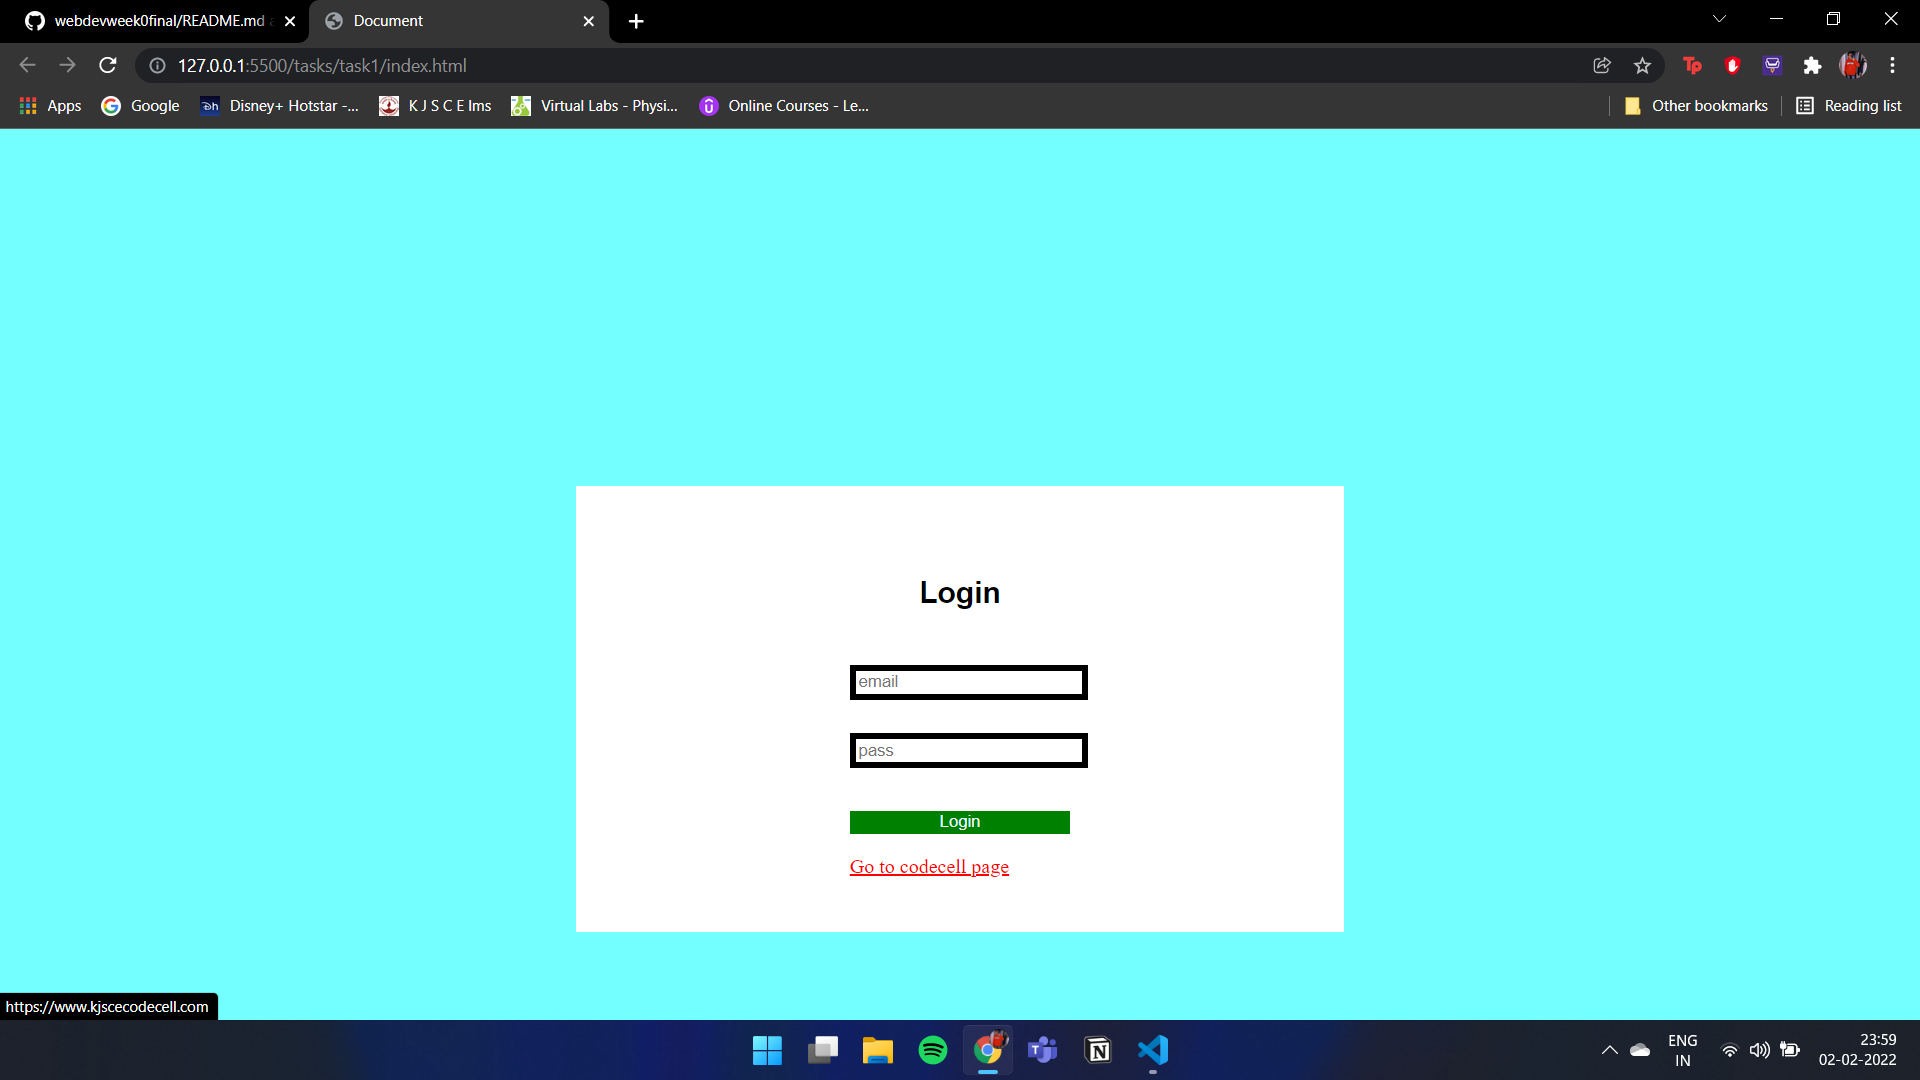 webdevweek0final/README.md a
Document
127.0.0.1:5500/tasks/task1/index.html
Tp
Apps
Google
Disney+ Hotstar -...
K J S C E lms
Virtual Labs - Physi...
Online Courses - Le...
Other bookmarks
Reading list
Login
email
pass
Login
Go to codecell page
https://www.kjscecodecell.com
ENG
IN
23:59
02-02-2022